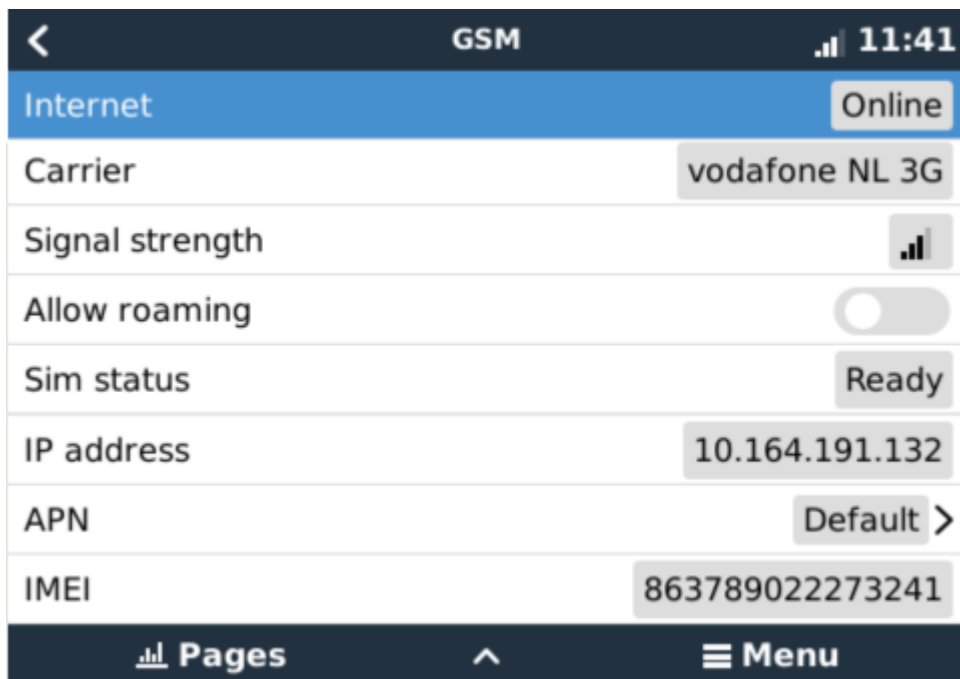 GSM 11:41
Internet Online
Carrier vodafone NL 3G
Signal strength
Allow roaming
Sim status Ready
IP address 10.164.191.132
APN Default
IMEI 863789022273241
Pages Menu